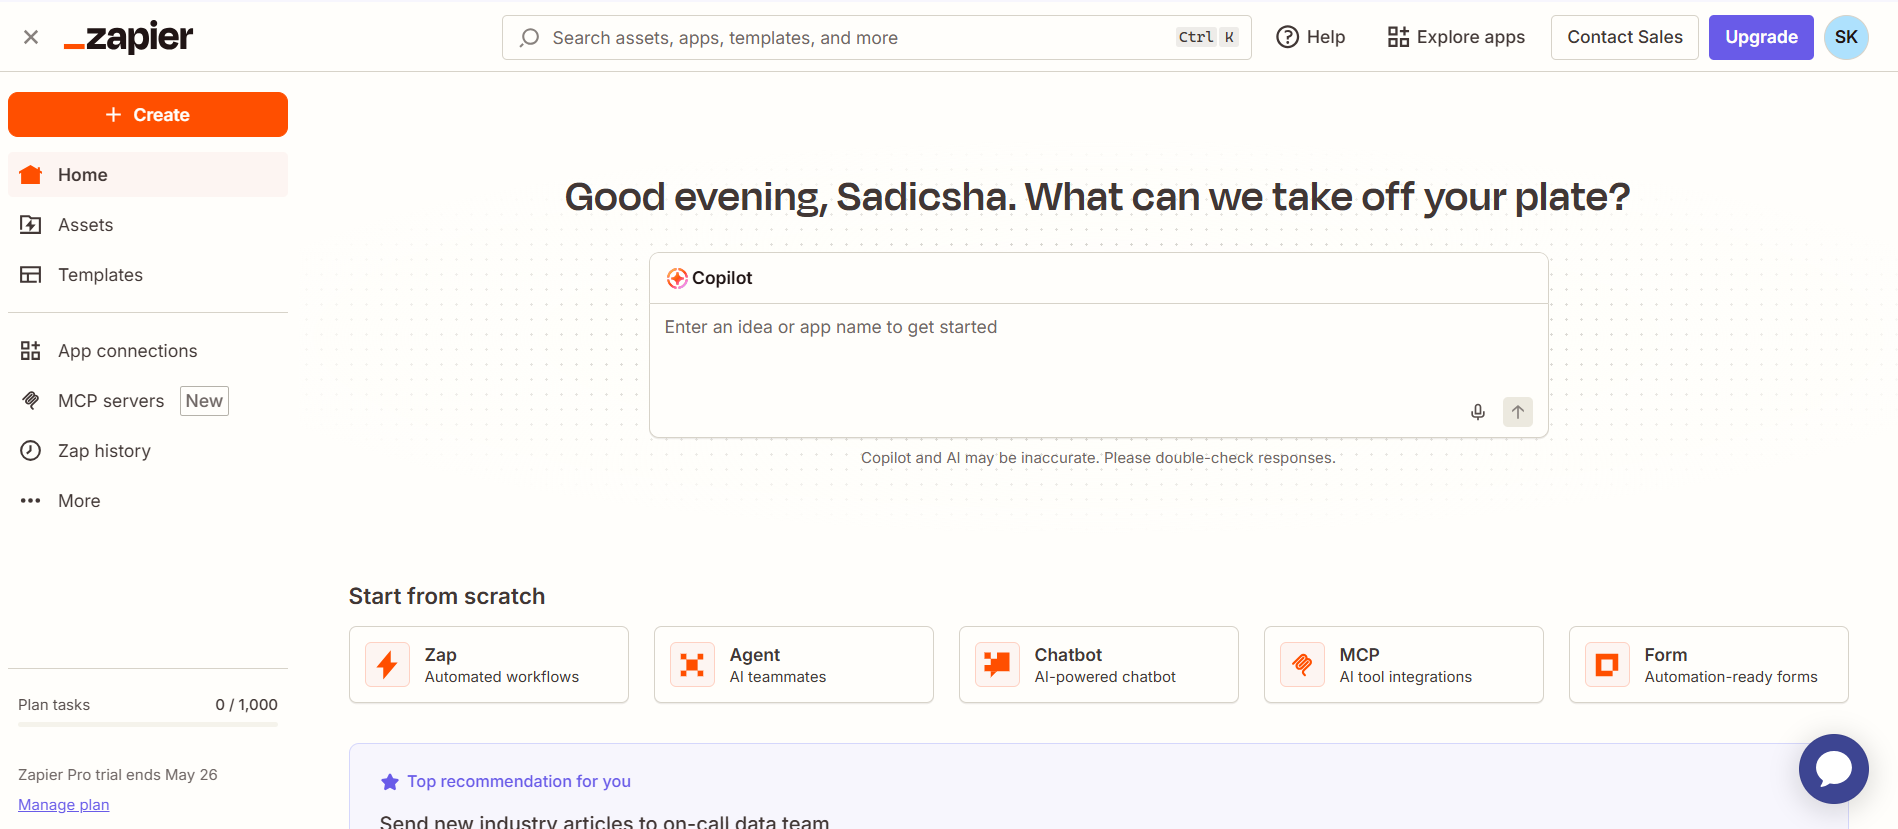 zapier
Search assets, apps, templates, and more
Ctrl K
Help
Explore apps
Contact Sales
Upgrade
SK
Create
Home
Assets
Templates
App connections
MCP servers New
Zap history
More
Plan tasks 0 / 1,000
Zapier Pro trial ends May 26
Manage plan
Good evening, Sadicsha. What can we take off your plate?
Copilot
Enter an idea or app name to get started
Copilot and AI may be inaccurate. Please double-check responses.
Start from scratch
Zap
Automated workflows
Agent
AI teammates
Chatbot
AI-powered chatbot
MCP
AI tool integrations
Form
Automation-ready forms
Top recommendation for you
Send new industry articles to on-call data team